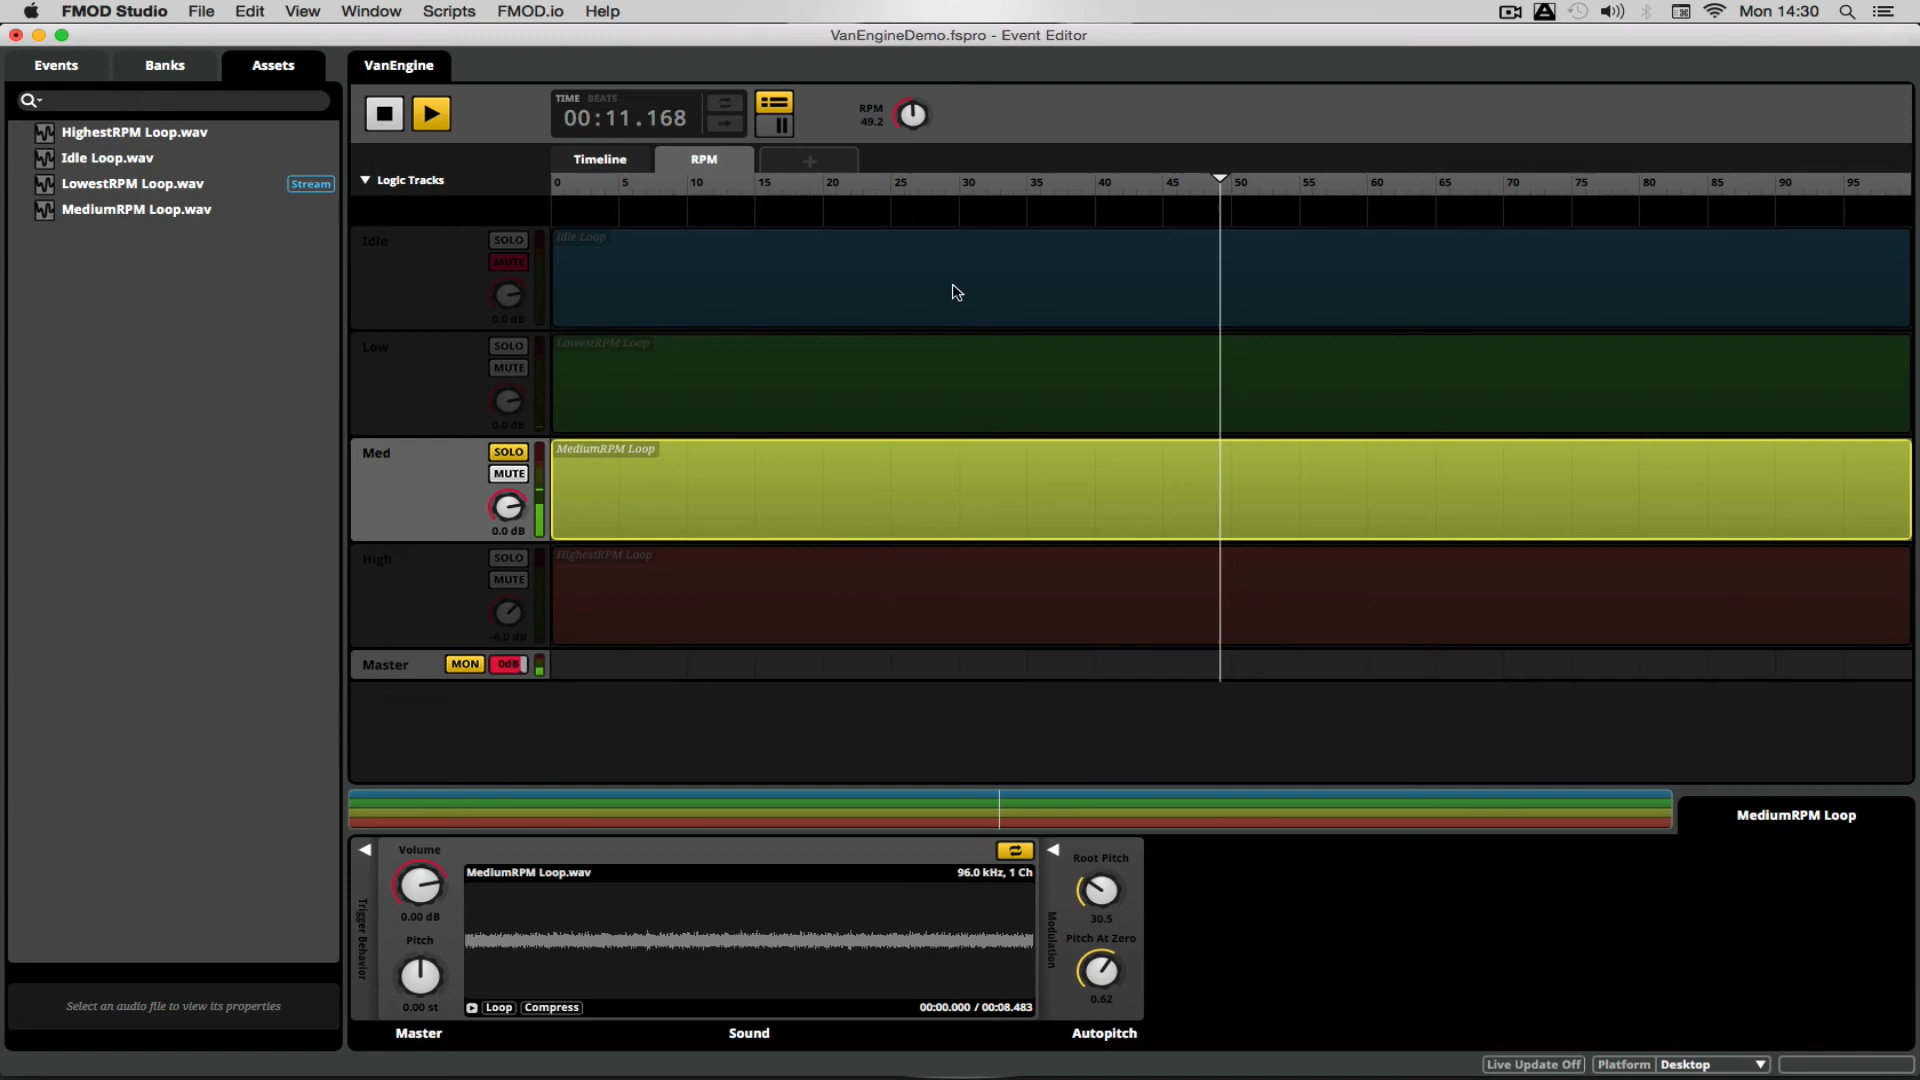 FMOD Studio File Edit View Window Scripts FMOD.io Help Mon 14:30
VanEngineDemo.fspro - Event Editor
Events Banks Assets VanEngine
TIME BEATS
00:11.168
RPM
49.2
HighestRPM Loop.wav
Idle Loop.wav
LowestRPM Loop.wav Stream
MediumRPM Loop.wav
Timeline RPM +
Logic Tracks
0 5 10 15 20 25 30 35 40 45 50 55 60 65 70 75 80 85 90 95
Idle SOLO Idle Loop
MUTE
0.0 dB
Low SOLO LowestRPM Loop
MUTE
0.0 dB
Med SOLO MediumRPM Loop
MUTE
0.0 dB
High SOLO HighestRPM Loop
MUTE
-6.0 dB
Master MON 0dB
MediumRPM Loop
Trigger Behavior
Volume
0.00 dB
Pitch
0.00 st
Master
MediumRPM Loop.wav 96.0 kHz, 1 Ch
Loop Compress 00:00.000 / 00:08.483
Sound
Modulation
Root Pitch
30.5
Pitch At Zero
0.62
Autopitch
Select an audio file to view its properties
Live Update Off Platform Desktop